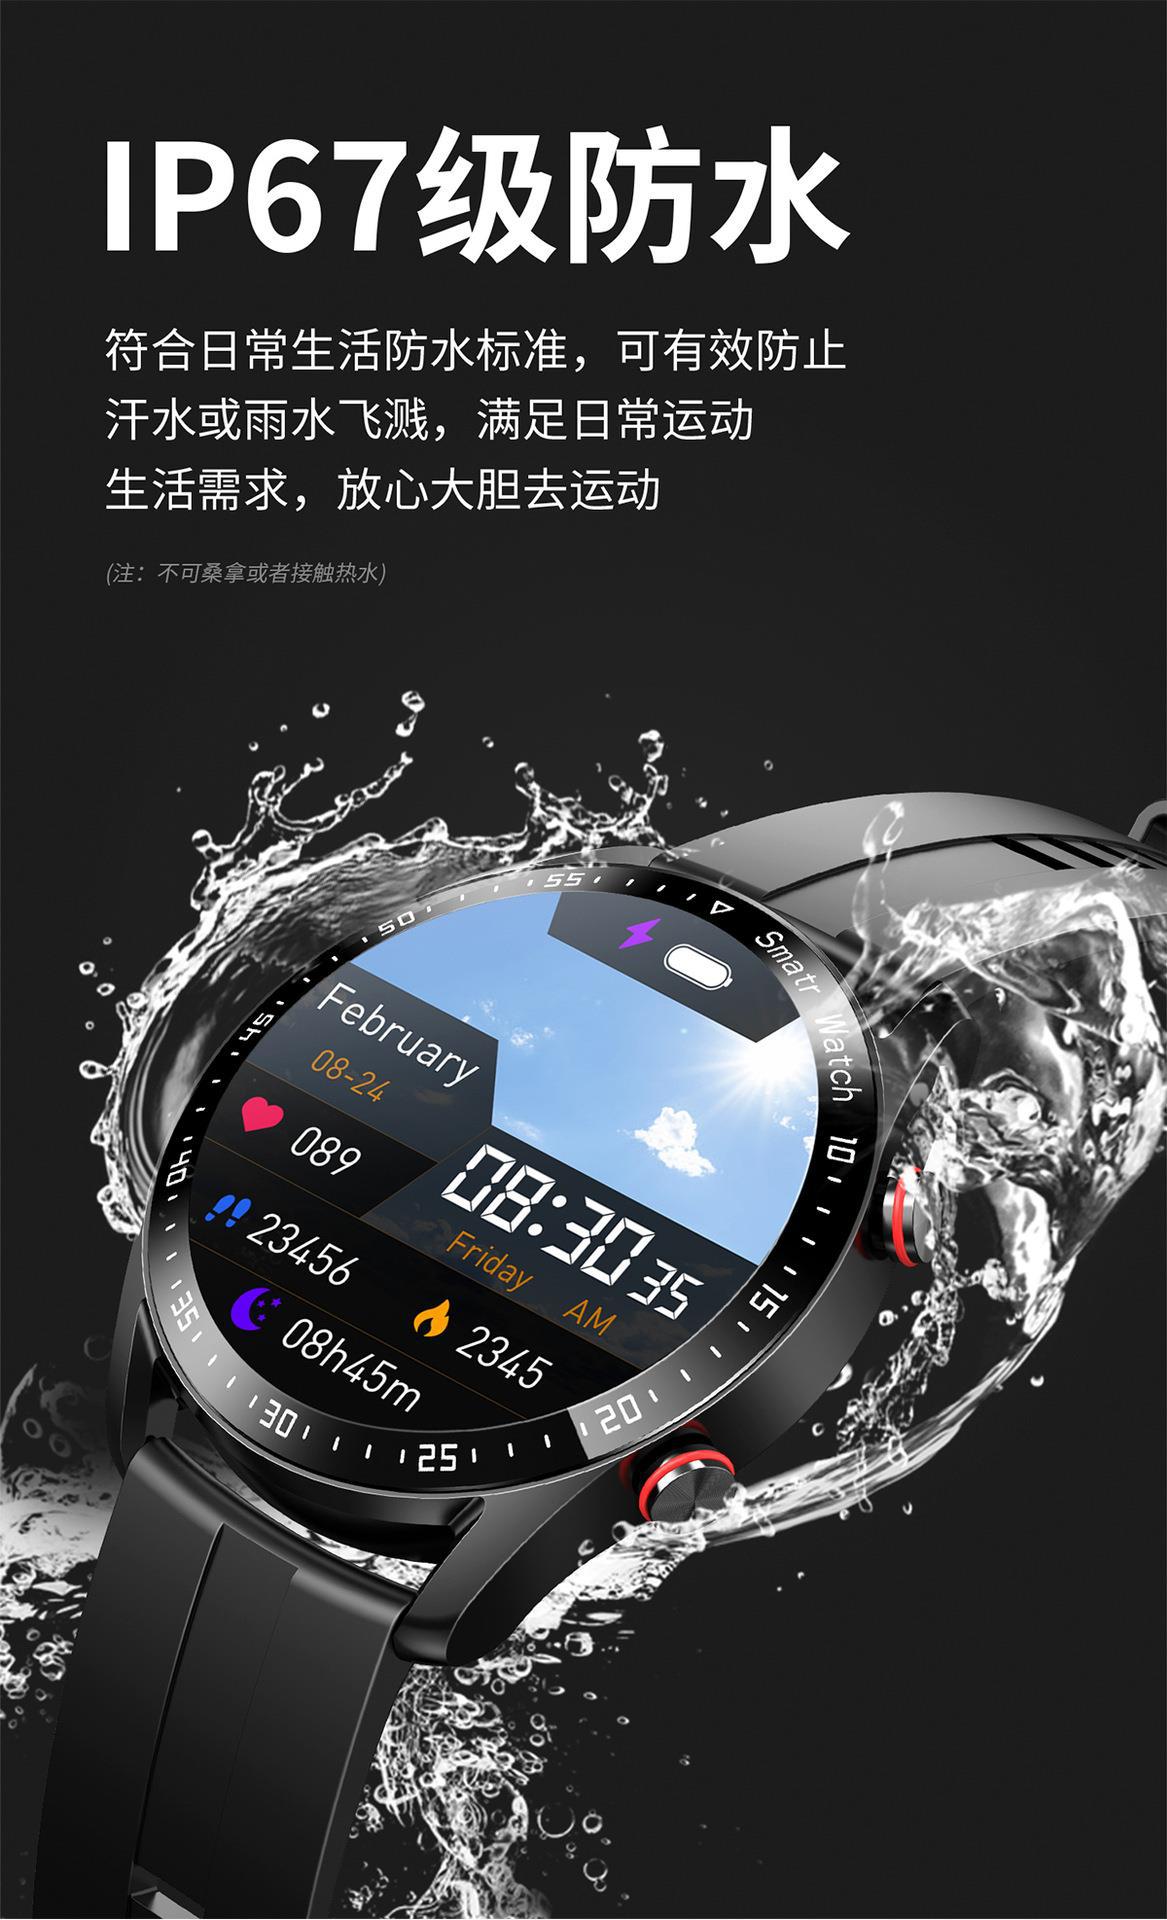 IP67级防水
符合日常生活防水标准，可有效防止
汗水或雨水飞溅，满足日常运动
生活需求，放心大胆去运动
(注：不可桑拿或者接触热水)
55
50
Smatr Watch
45
February
08-24
089
10
40
08:30 35
Friday
AM
23456
15
35
2345
08h45m
20
30
25